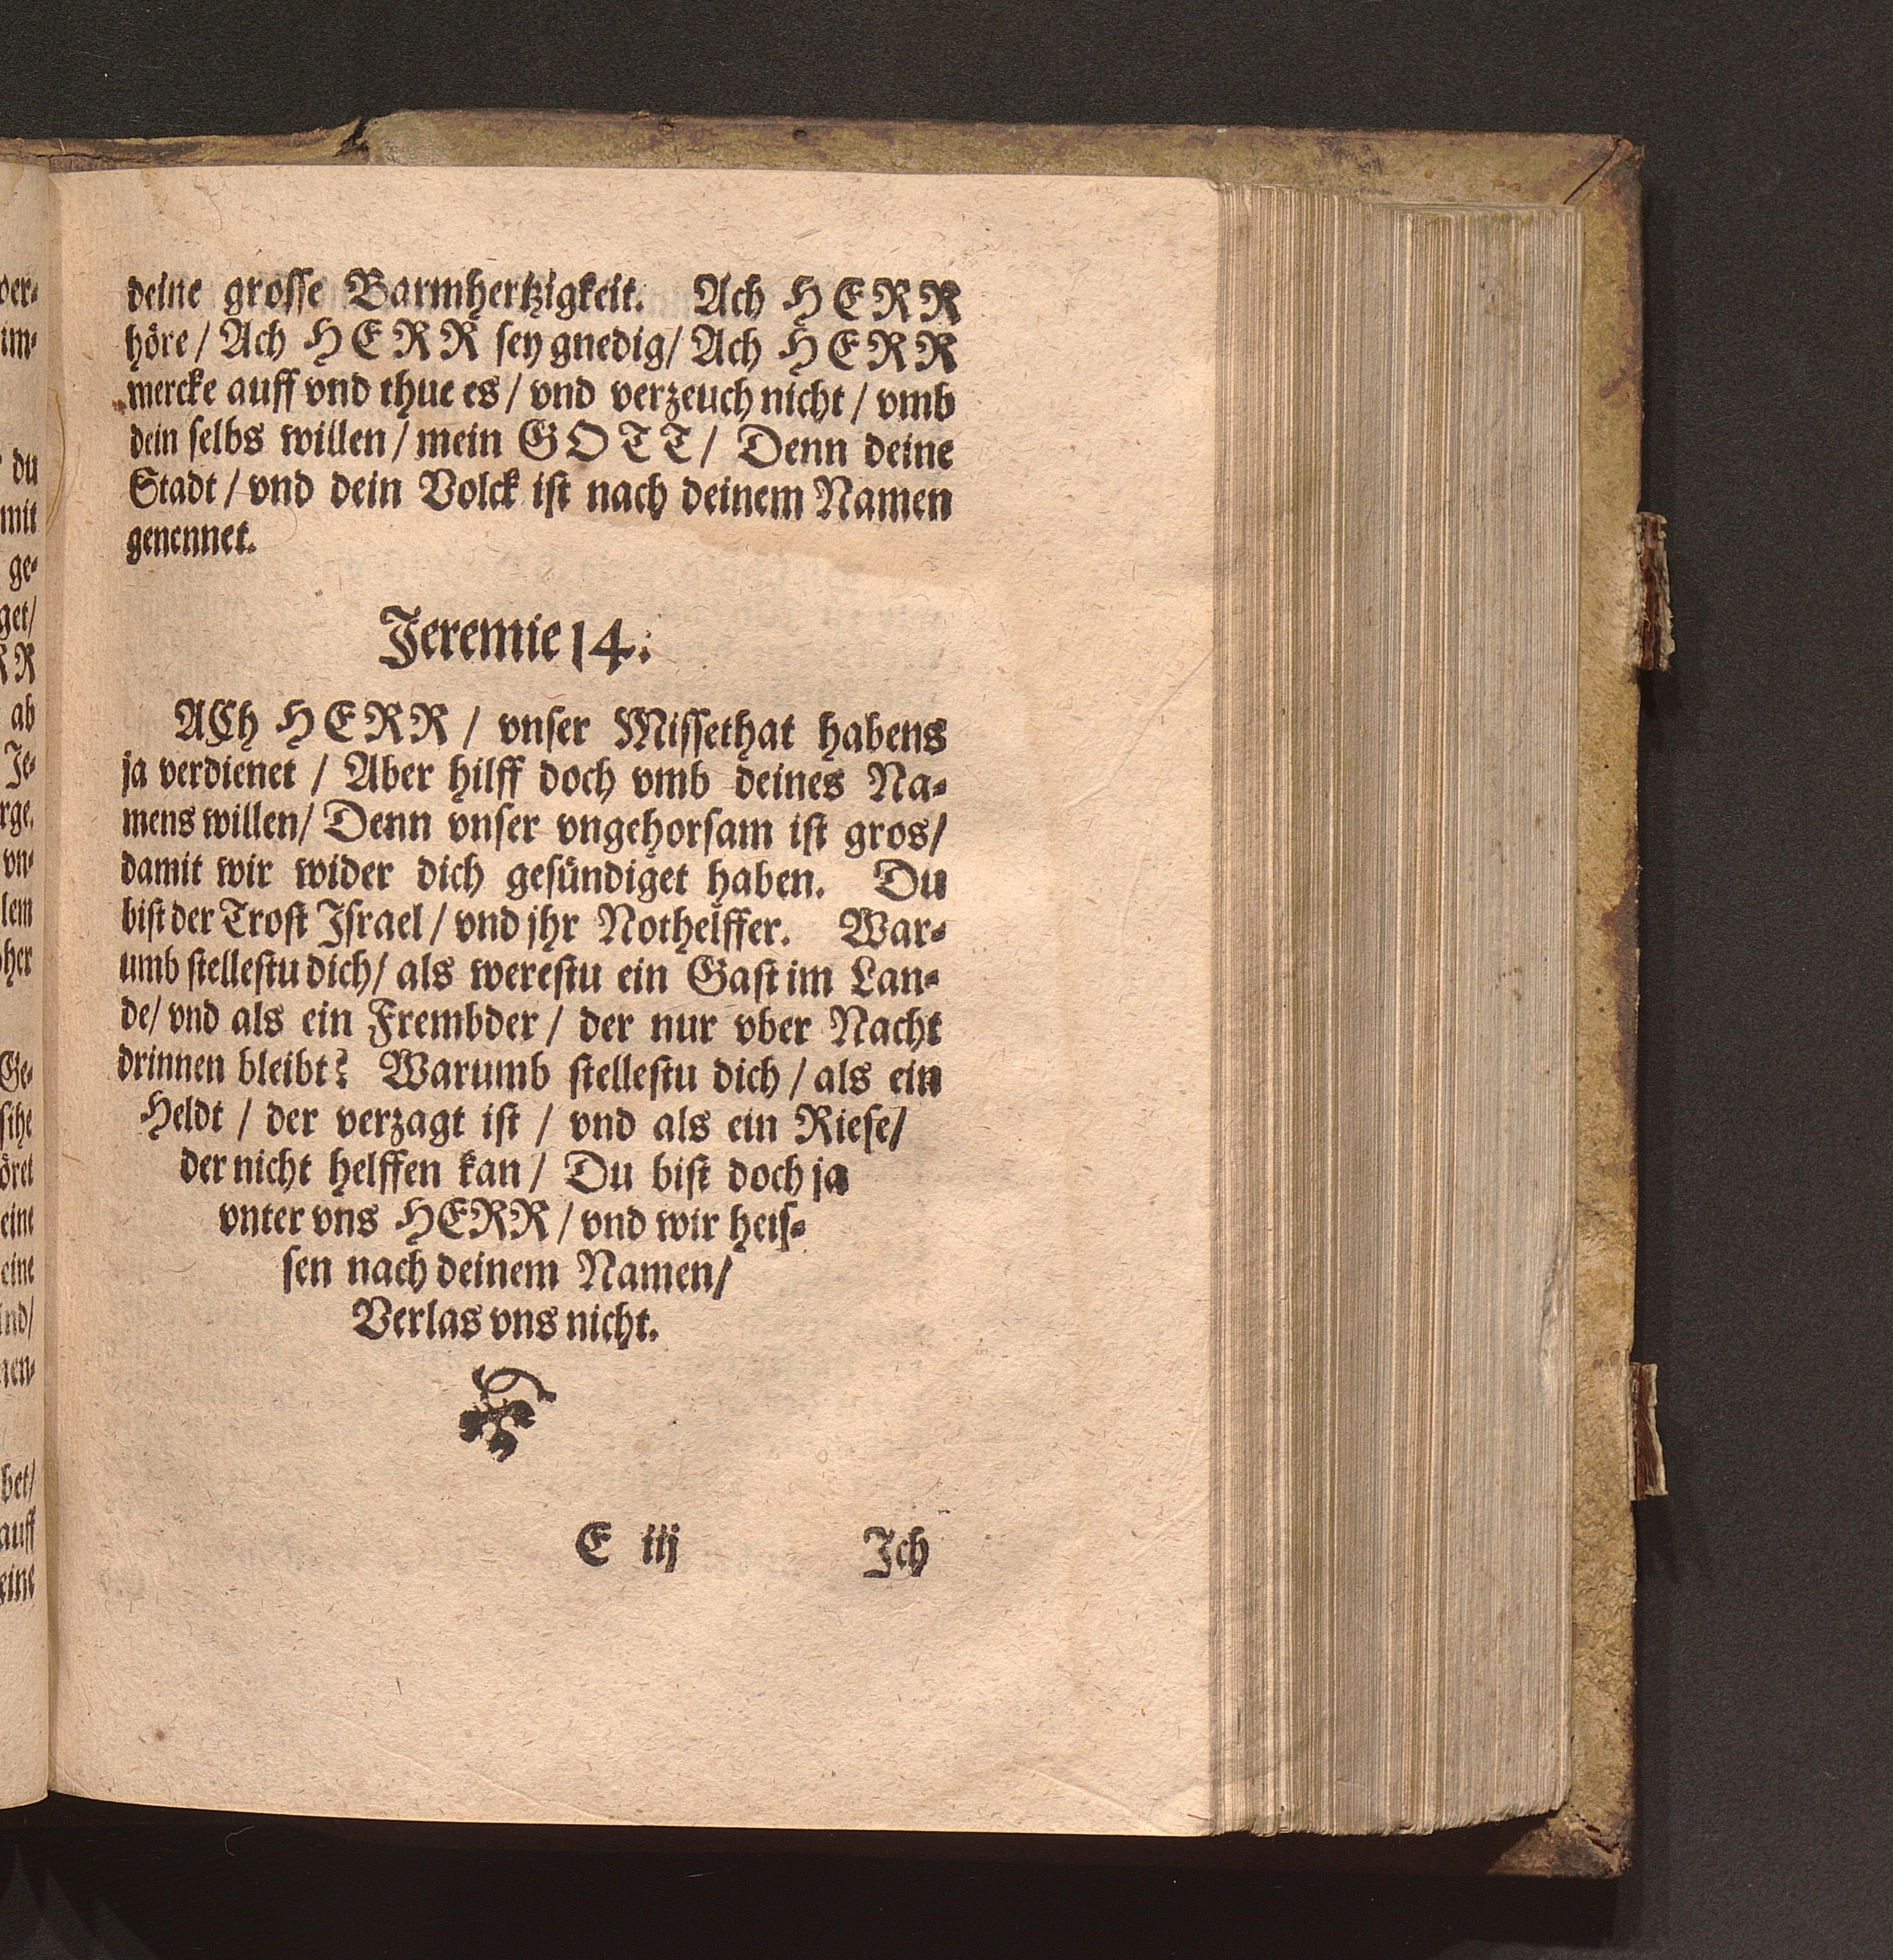 deine grosse Barmhertzigkeit. Ach HERR
höre / Ach HERR sey gnedig / Ach HERR
mercke auff vnd thue es / vnd verzeuch nicht / vmb
dein selbs willen / mein GOTT / Denn deine
Stadt / vnd dein Volck ist nach deinem Namen
genennet.
Jeremie 14.
ACh HERR / vnser Missethat habens
ja verdienet / Aber hilff doch vmb deines Na-
mens willen / Denn vnser vngehorsam ist gros /
damit wir wider dich gesündiget haben. Du
bist der Trost Israel / vnd jhr Nothelffer. War-
umb stellestu dich / als werestu ein Gast im Lan-
de / vnd als ein Frembder / der nur vber Nacht
drinnen bleibt? Warumb stellestu dich / als ein
Heldt / der verzagt ist / vnd als ein Riese /
der nicht helffen kan / Du bist doch ja
vnter vns HERR / vnd wir heis-
sen nach deinem Namen /
Verlas vns nicht.
E iij Ich